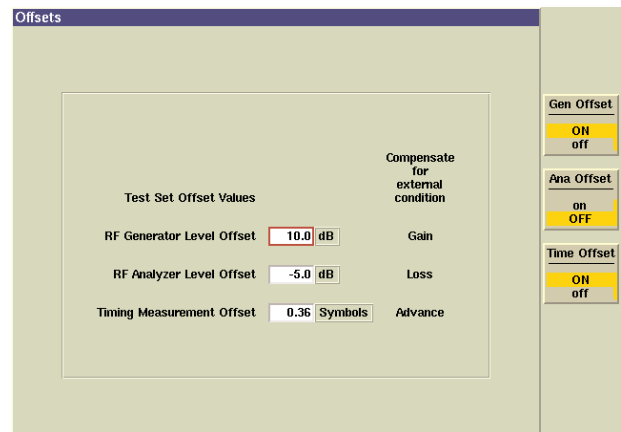 Offsets
Compensate
for
external
condition
Test Set Offset Values
RF Generator Level Offset 10.0 dB Gain
RF Analyzer Level Offset -5.0 dB Loss
Timing Measurement Offset 0.36 Symbols Advance
Gen Offset
ON
off
Ana Offset
on
OFF
Time Offset
ON
off